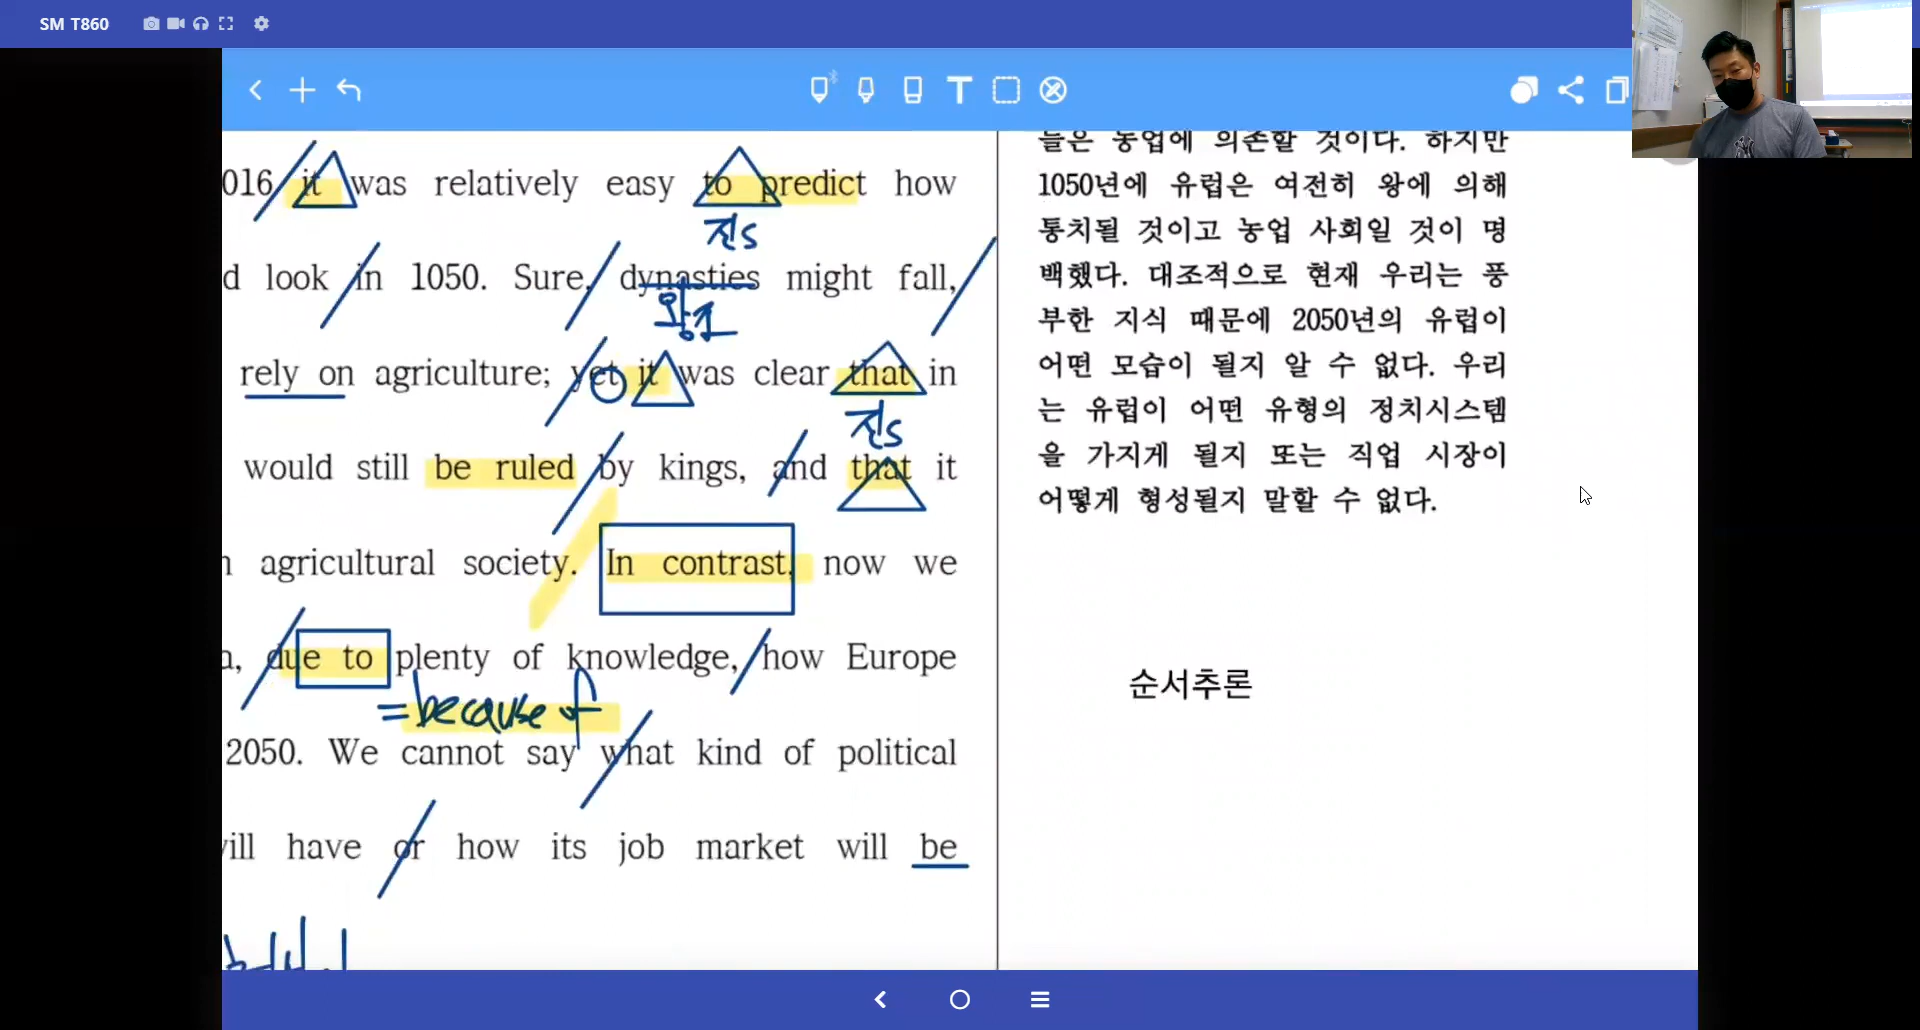 SM T860
016 it was relatively easy to predict how
진s
d look in 1050. Sure, dynasties might fall,
왕조
rely on agriculture; yet it was clear that in
진s
would still be ruled by kings, and that it
agricultural society. In contrast, now we
a, due to plenty of knowledge, how Europe
=because of
2050. We cannot say what kind of political
ill have or how its job market will be
들은 농업에 의존할 것이다. 하지만
1050년에 유럽은 여전히 왕에 의해
통치될 것이고 농업 사회일 것이 명
백했다. 대조적으로 현재 우리는 풍
부한 지식 때문에 2050년의 유럽이
어떤 모습이 될지 알 수 없다. 우리
는 유럽이 어떤 유형의 정치시스템
을 가지게 될지 또는 직업 시장이
어떻게 형성될지 말할 수 없다.
순서추론